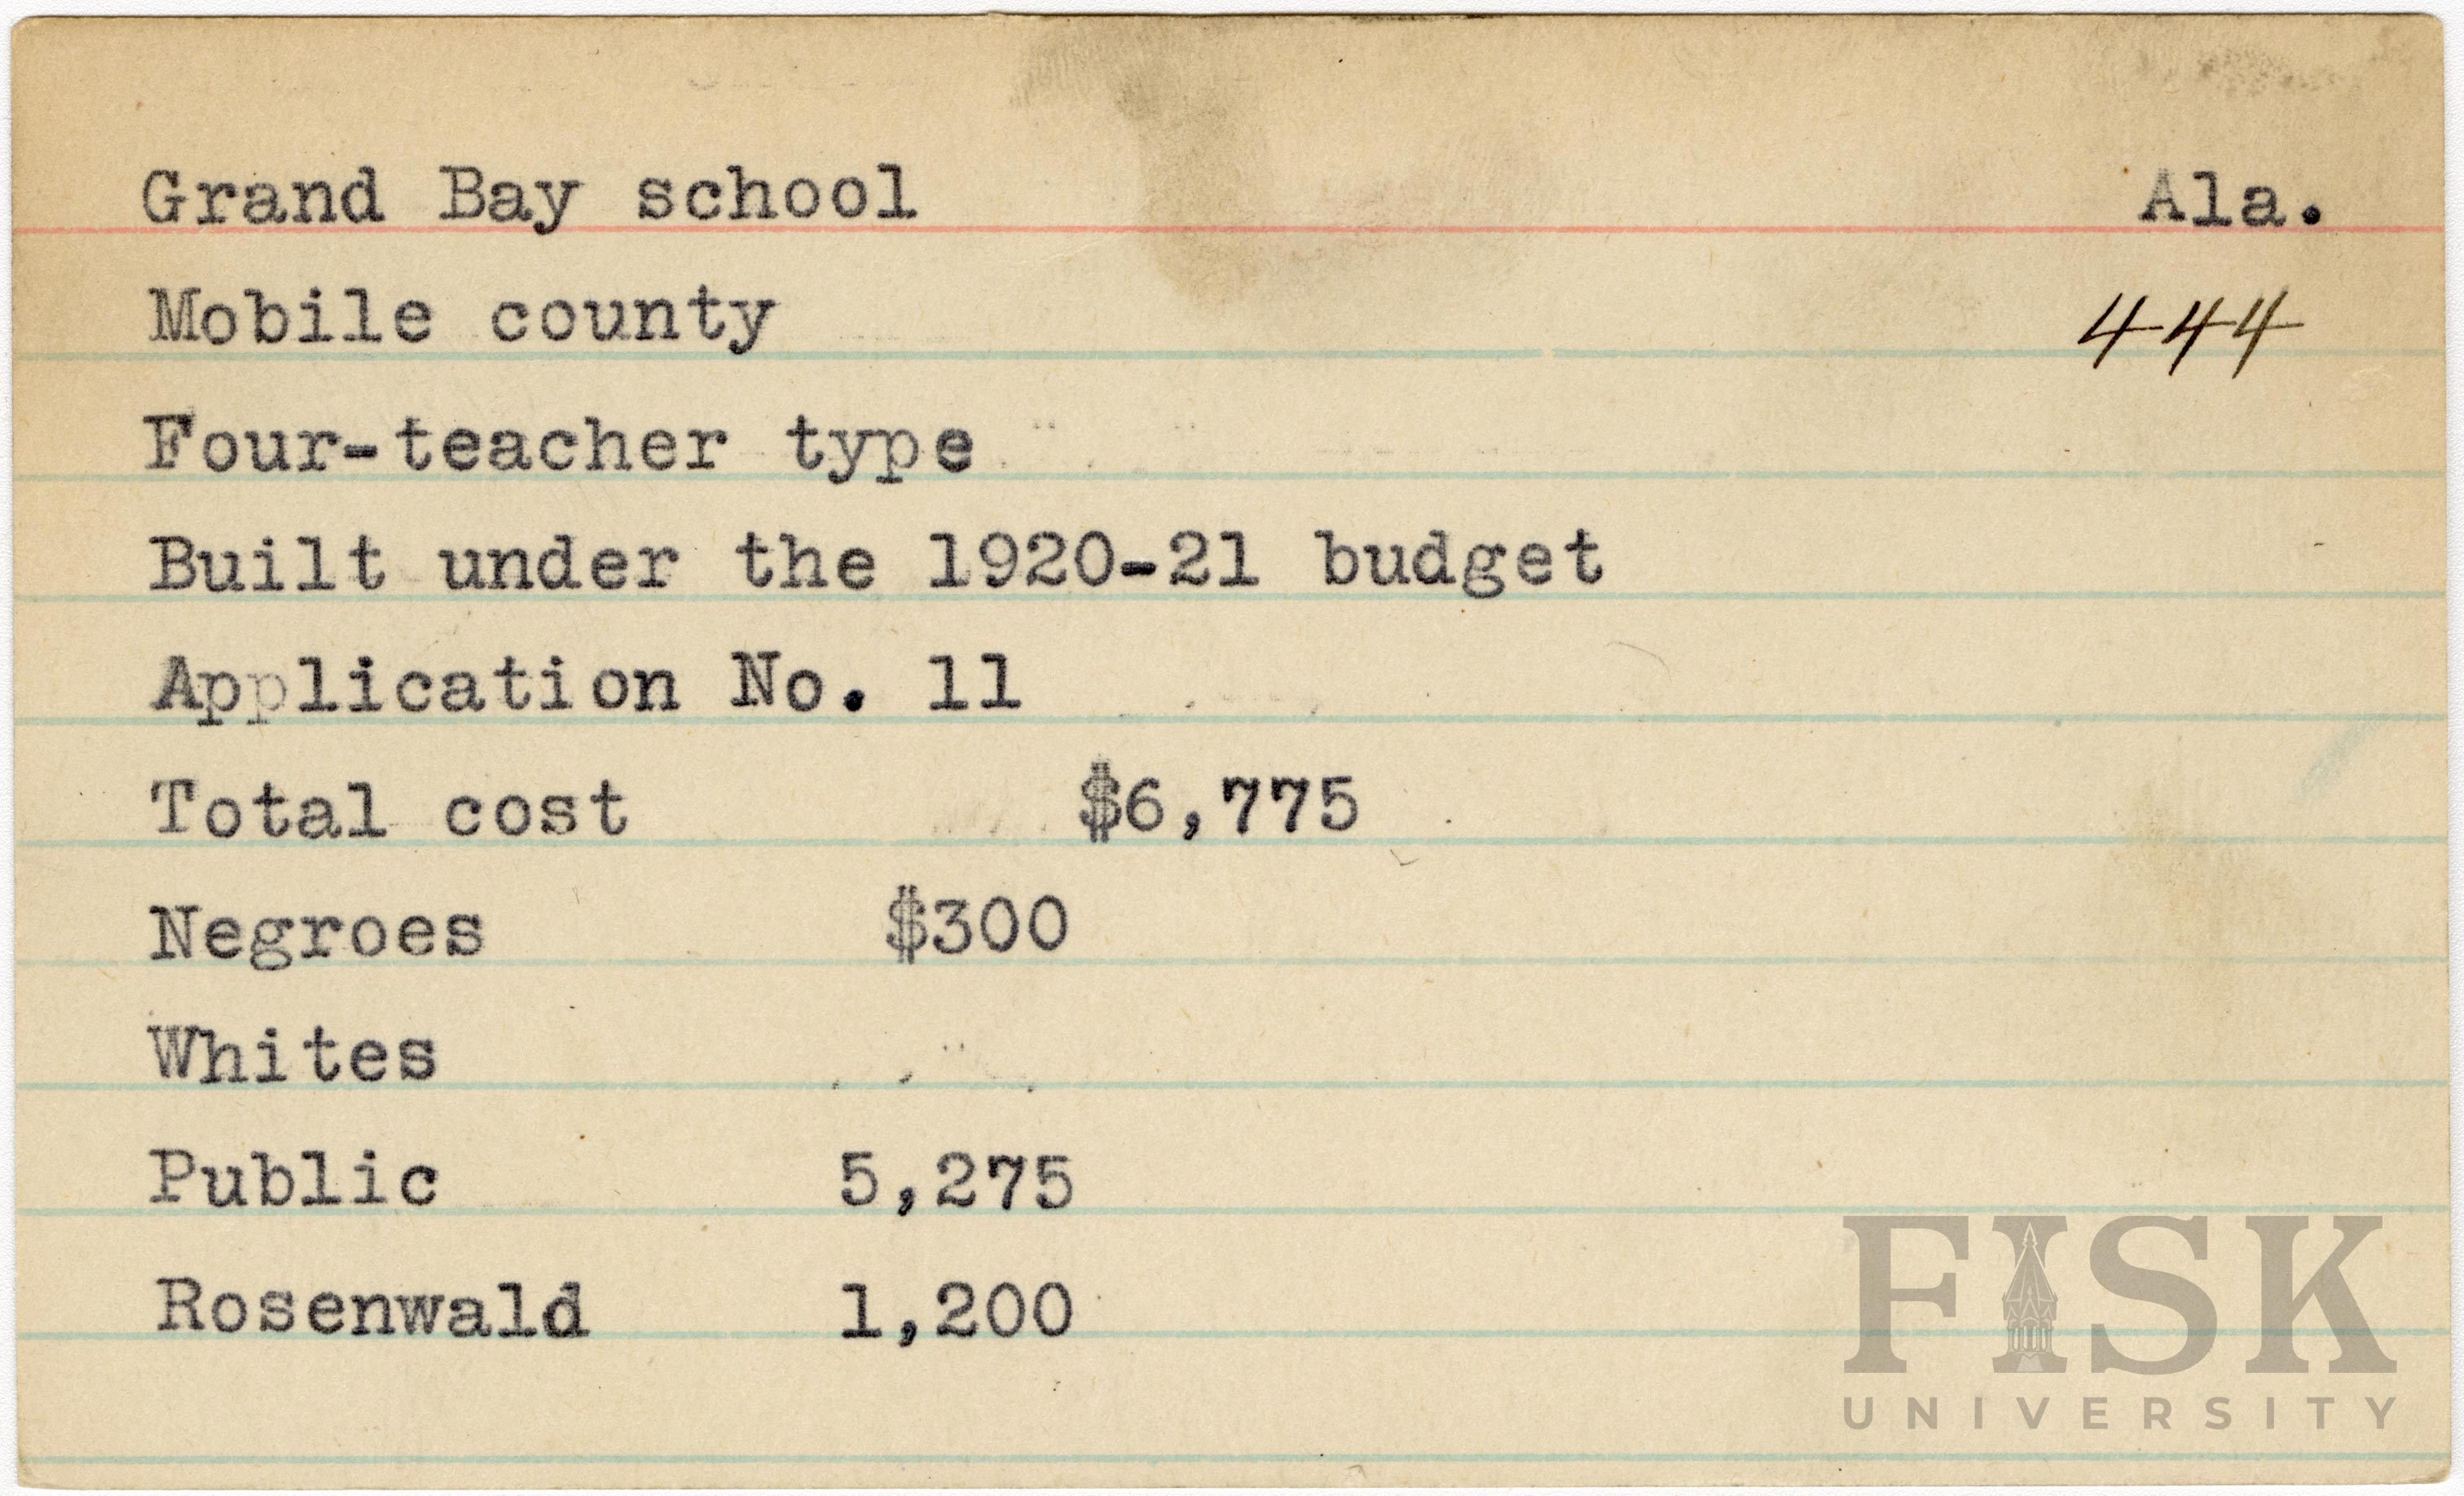 Grand Bay school Ala.
Mobile county 444
Four-teacher type
Built under the 1920-21 budget
Application No. 11
Total cost $6,775
Negroes $300
Whites
Public 5,275
Rosenwald 1,200
FISK
UNIVERSITY